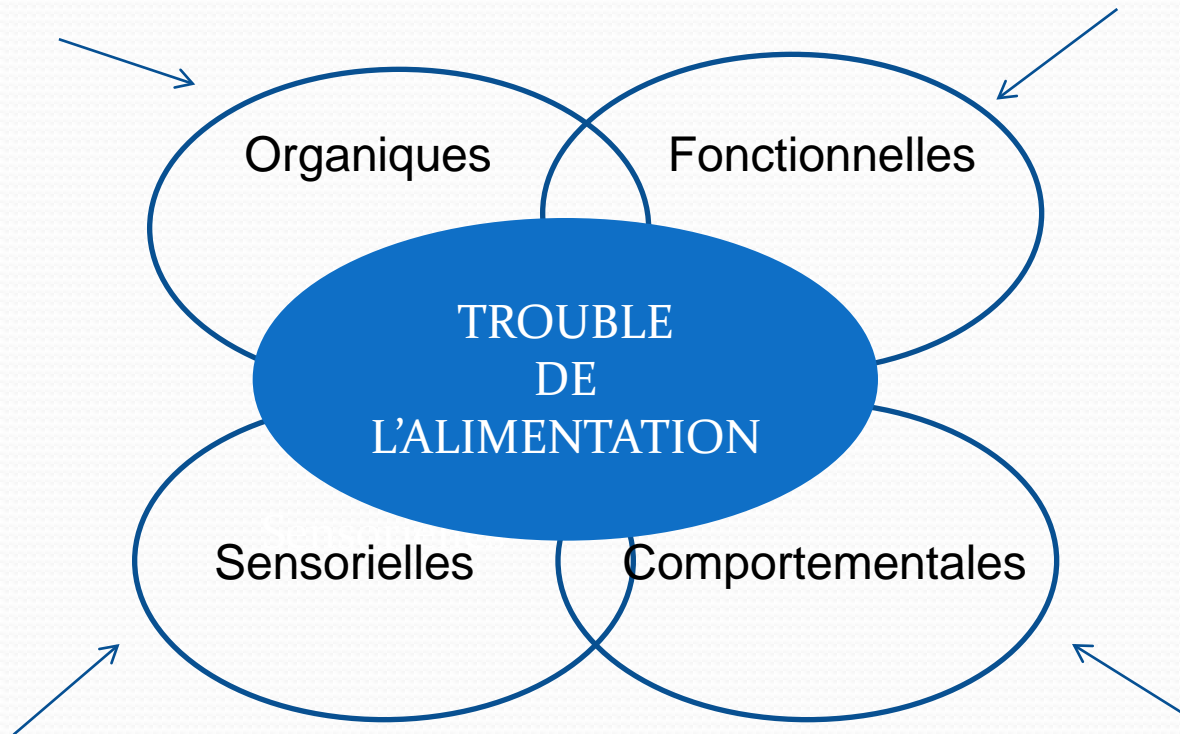 Organiques
Fonctionnelles
TROUBLE
DE
L'ALIMENTATION
Sensorielles
Comportementales